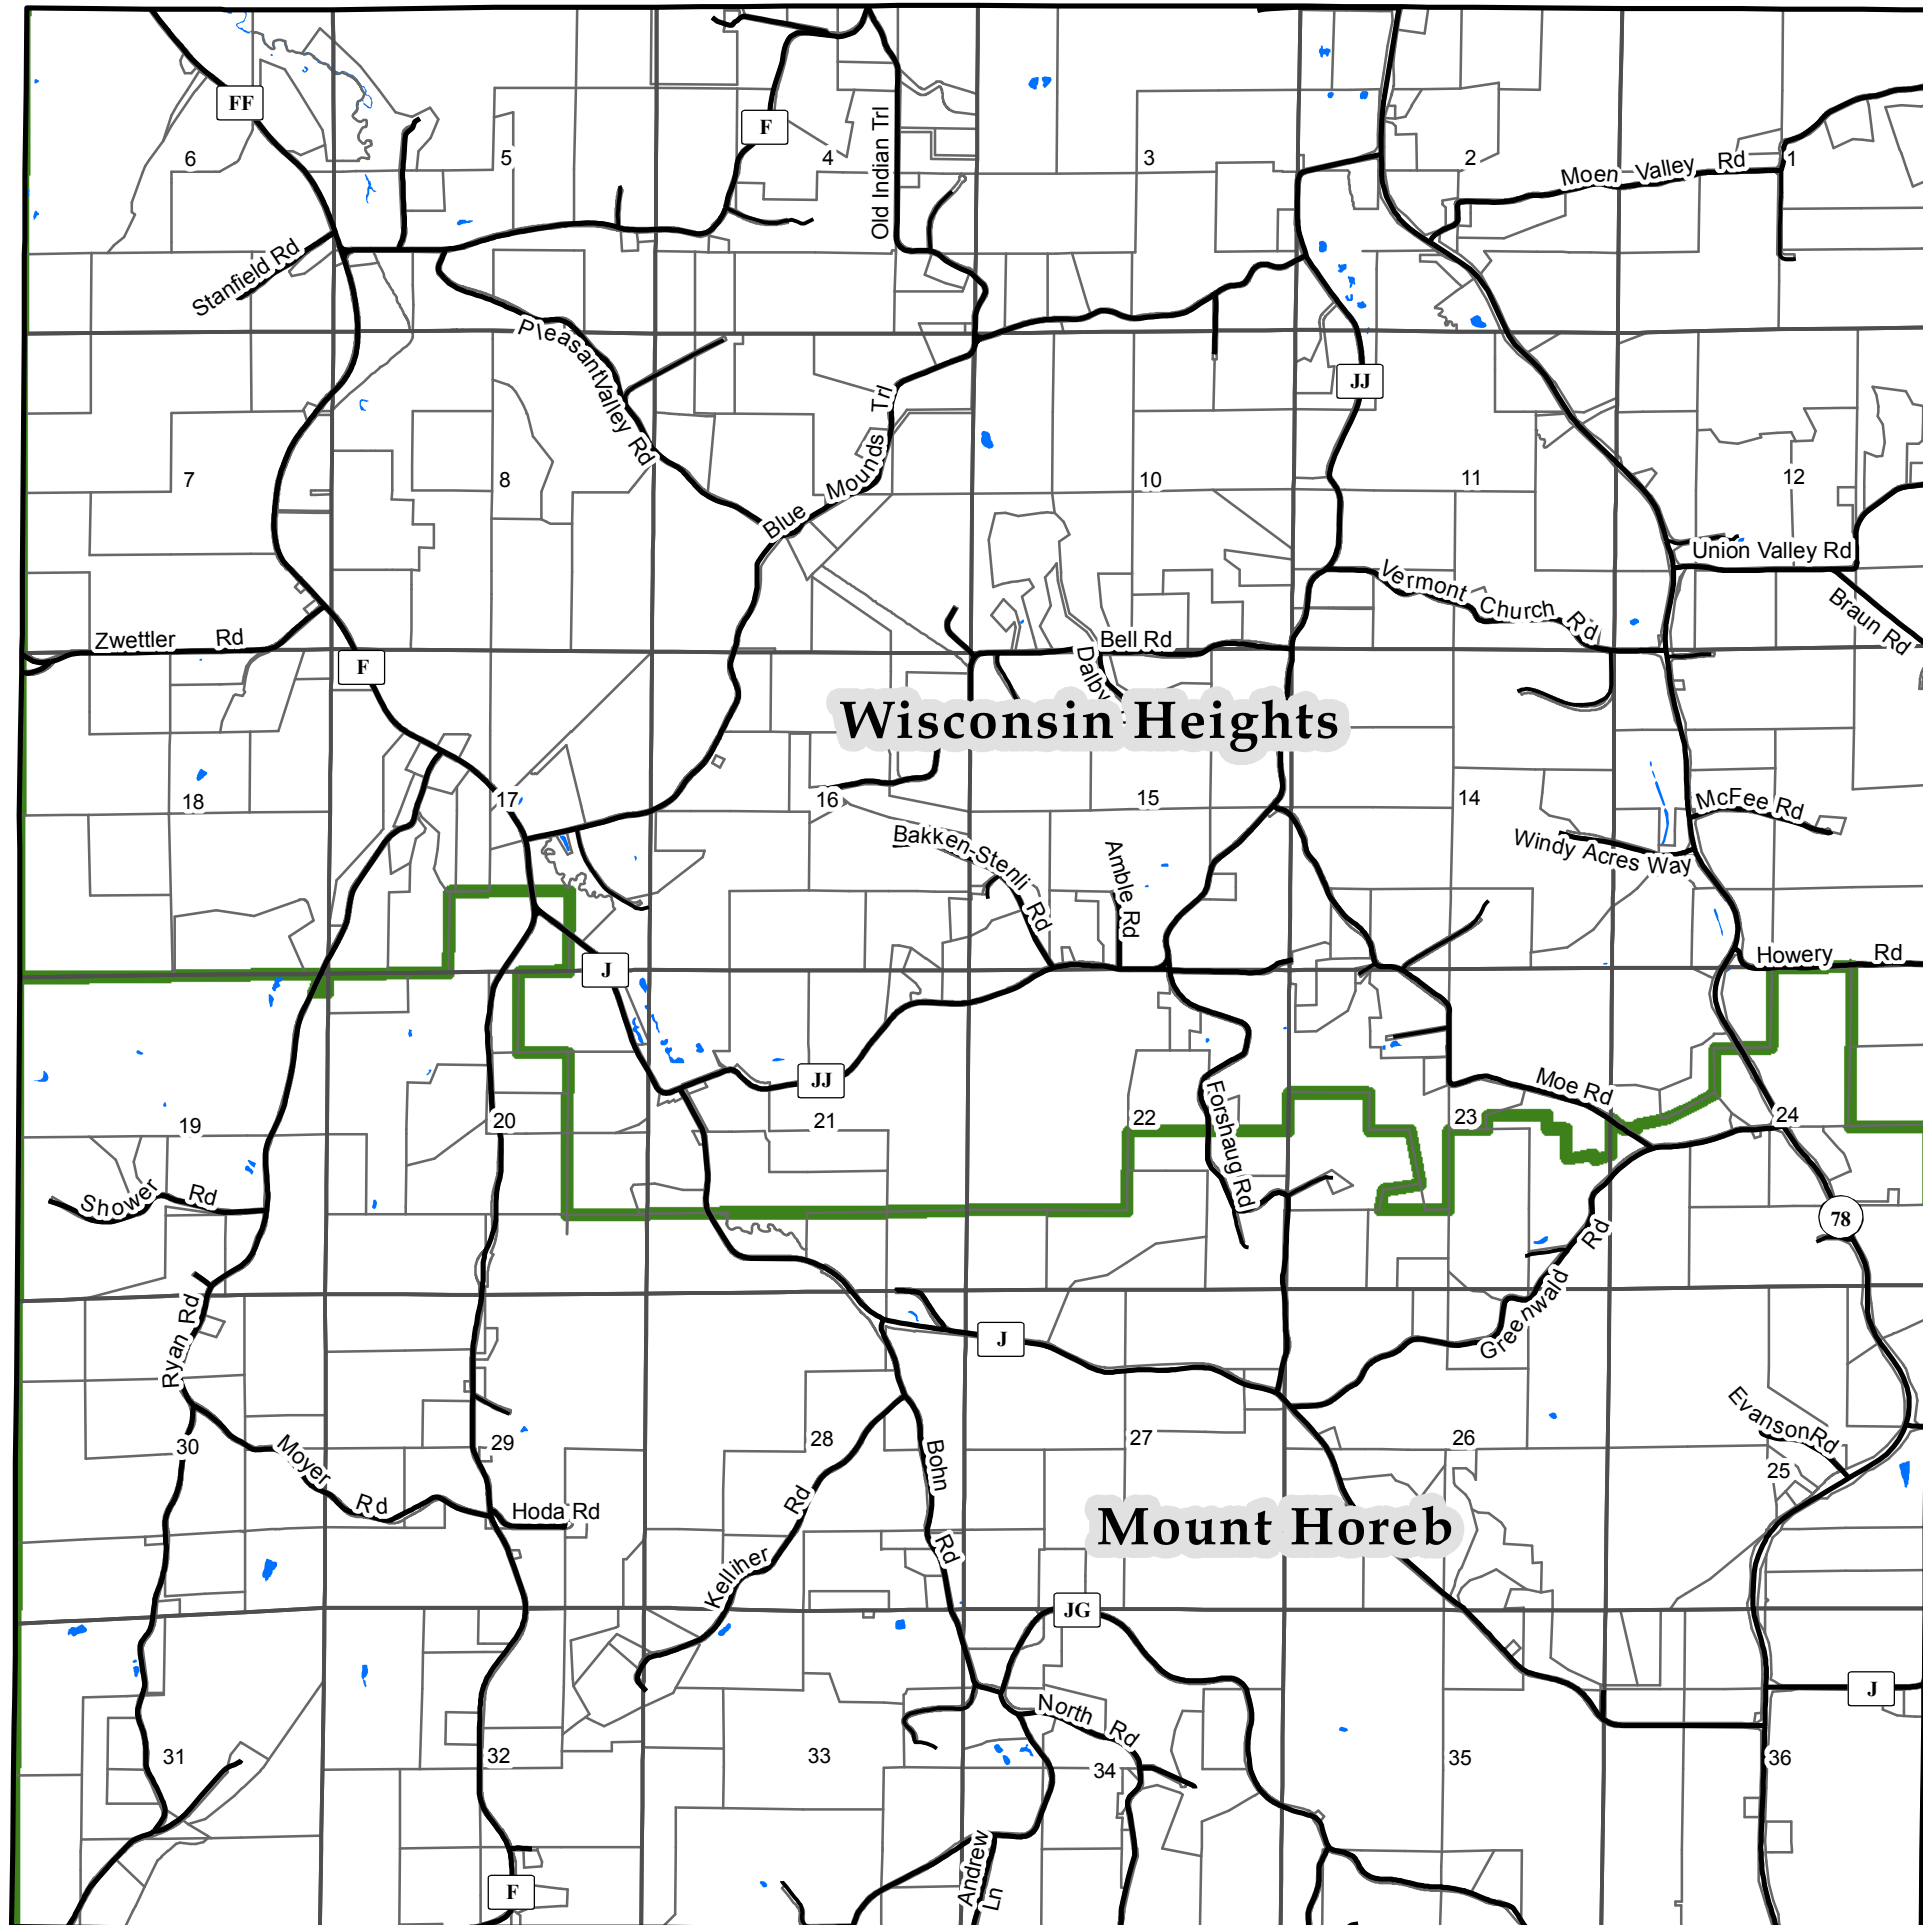 FF
F
Old Indian Trl
6
5
4
3
2
1
Moen Valley Rd
Stanfield Rd
Pleasant Valley Rd
JJ
Blue Mounds Trl
7
8
10
11
12
Union Valley Rd
Vermont Church Rd
Braun Rd
Zwettler Rd
F
Bell Rd
Dalby
Wisconsin Heights
18
17
16
15
14
McFee Rd
Windy Acres Way
Bakken-Stenli Rd
Amble Rd
Howery Rd
J
JJ
Moe Rd
Forshaug Rd
19
20
21
22
23
24
Shower Rd
78
Greenwald Rd
Ryan Rd
J
Evanson Rd
30
29
28
27
26
25
Moyer Rd
Hoda Rd
Bohn Rd
Kelliher Rd
Mount Horeb
JG
J
North Rd
31
32
33
34
35
36
Andrew Ln
F